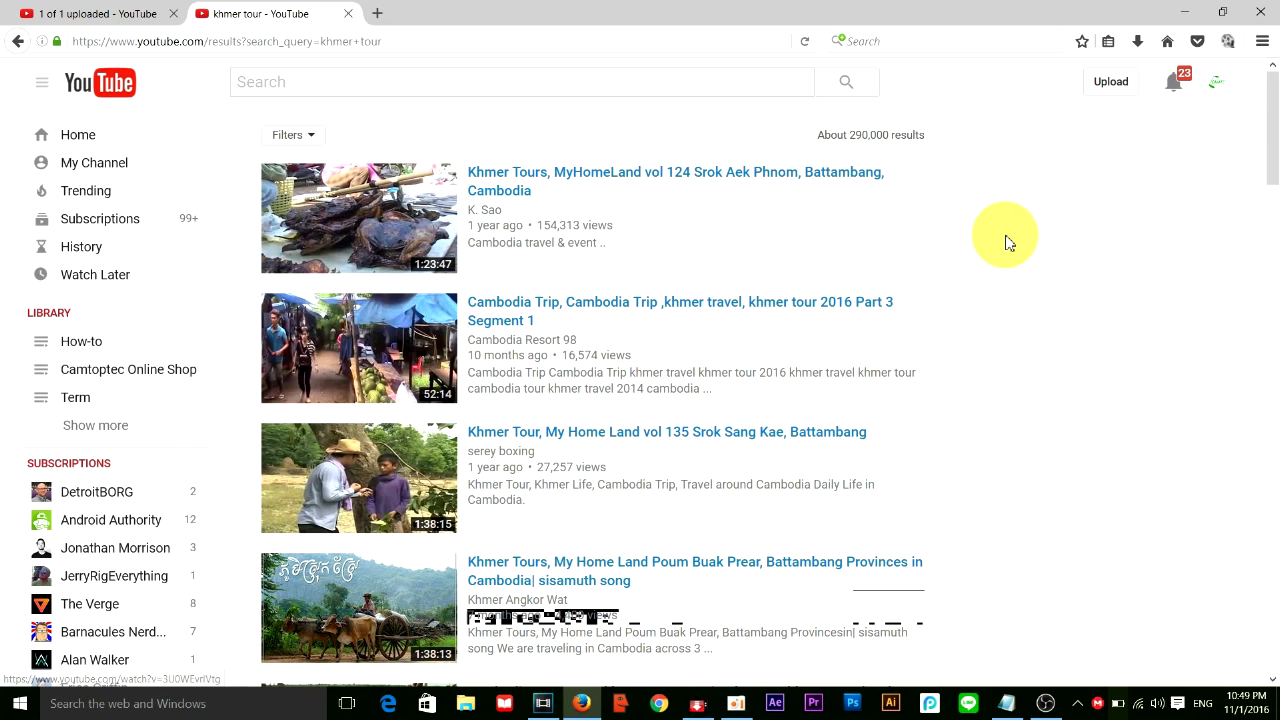 https://www.youtube.com/results?search_query=khmer+tour
Search
YouTube
Search
Upload
23
Home
My Channel
Trending
Subscriptions 99+
History
Watch Later
LIBRARY
How-to
Camtoptec Online Shop
Term
Show more
SUBSCRIPTIONS
DetroitBORG 2
Android Authority 12
Jonathan Morrison 3
JerryRigEverything 1
The Verge 8
Barnacules Nerd... 7
Alan Walker 1
Filters
About 290,000 results
1:23:47
Khmer Tours, MyHomeLand vol 124 Srok Aek Phnom, Battambang,
Cambodia
K. Sao
1 year ago • 154,313 views
Cambodia travel & event ..
52:14
Cambodia Trip, Cambodia Trip ,khmer travel, khmer tour 2016 Part 3
Segment 1
Cambodia Resort 98
10 months ago • 16,574 views
Cambodia Trip Cambodia Trip khmer travel khmer tour 2016 khmer travel khmer tour
cambodia tour khmer travel 2014 cambodia ...
1:38:15
Khmer Tour, My Home Land vol 135 Srok Sang Kae, Battambang
serey boxing
1 year ago • 27,257 views
Khmer Tour, Khmer Life, Cambodia Trip, Travel around Cambodia Daily Life in
Cambodia.
1:38:13
Khmer Tours, My Home Land Poum Buak Prear, Battambang Provinces in
Cambodia| sisamuth song
Khmer Angkor Wat
months ago views
Khmer Tours, My Home Land Poum Buak Prear, Battambang Provincesin| sisamuth
song We are traveling in Cambodia across 3 ...
https://www.youtube.com/watch?v=3U0WEvrIVtg
Search the web and Windows
Ae
Pr
Ps
Ai
ENG
10:49 PM
11/1/2016